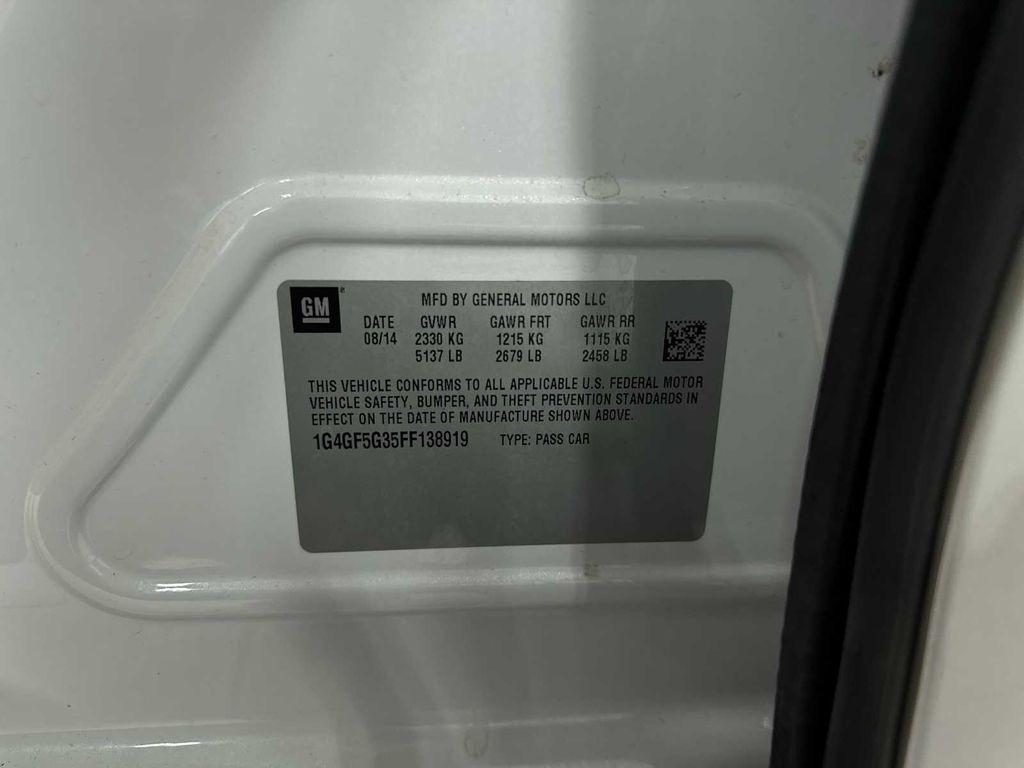 GM
MFD BY GENERAL MOTORS LLC
DATE GVWR GAWR FRT GAWR RR
08/14 2330 KG 1215 KG 1115 KG
5137 LB 2679 LB 2458 LB
THIS VEHICLE CONFORMS TO ALL APPLICABLE U.S. FEDERAL MOTOR
VEHICLE SAFETY, BUMPER, AND THEFT PREVENTION STANDARDS IN
EFFECT ON THE DATE OF MANUFACTURE SHOWN ABOVE.
1G4GF5G35FF138919 TYPE: PASS CAR